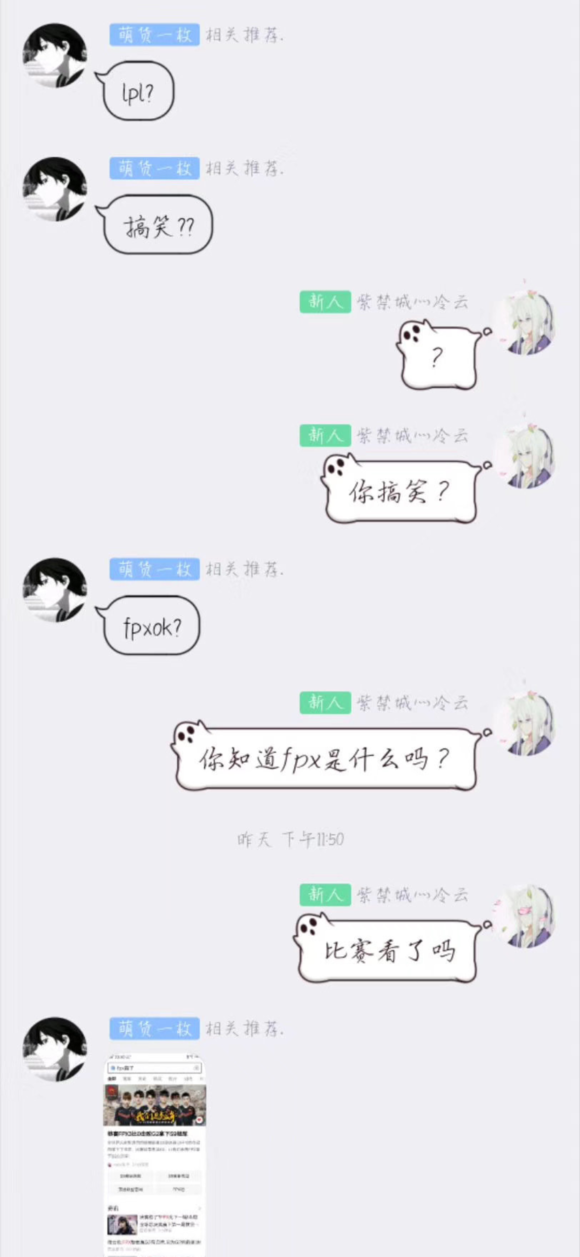 萌货一枚 相关推荐.
lpl?
萌货一枚 相关推荐.
搞笑??
新人 紫禁城灬冷云
?
新人 紫禁城灬冷云
你搞笑?
萌货一枚 相关推荐.
fpxok?
新人 紫禁城灬冷云
你知道fpx是什么吗?
昨天 下午11:50
新人 紫禁城灬冷云
比赛看了吗
萌货一枚 相关推荐.